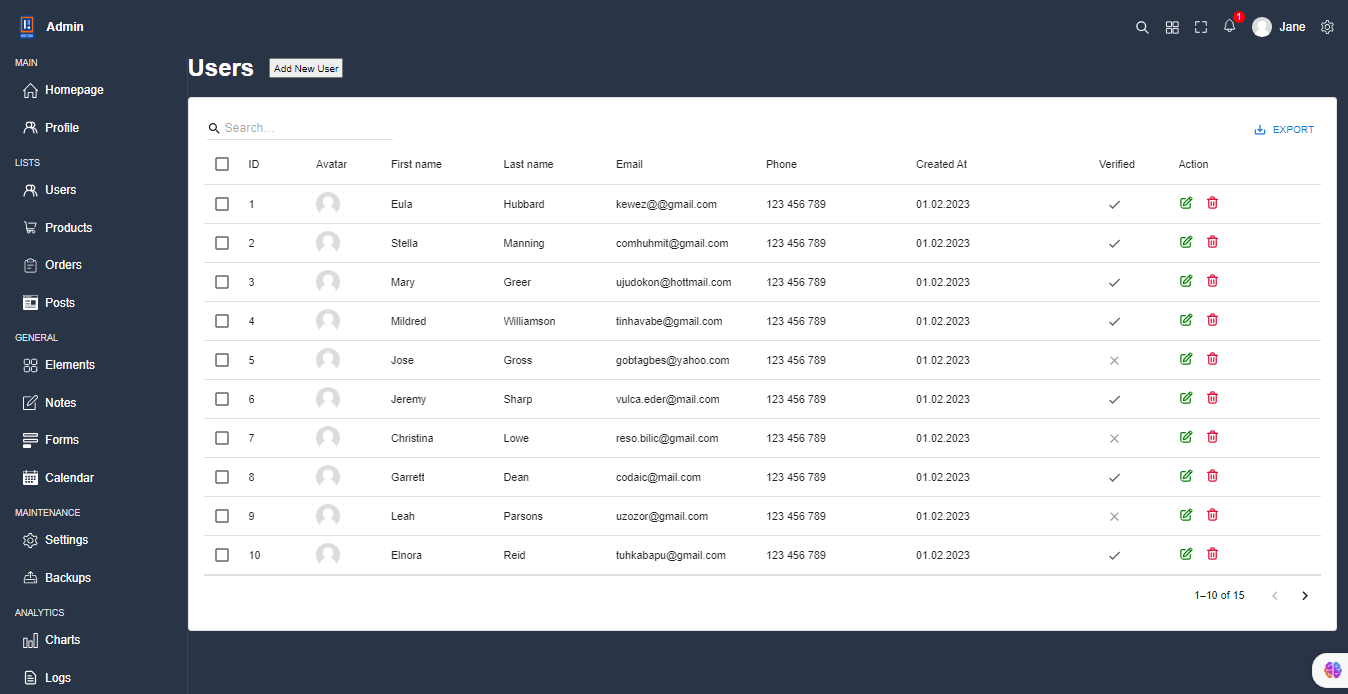 Admin
1
Jane
MAIN
Homepage
Profile
LISTS
Users
Products
Orders
Posts
GENERAL
Elements
Notes
Forms
Calendar
MAINTENANCE
Settings
Backups
ANALYTICS
Charts
Logs
Users Add New User
Search…
EXPORT
ID Avatar First name Last name Email Phone Created At Verified Action
1 Eula Hubbard kewez@@gmail.com 123 456 789 01.02.2023
2 Stella Manning comhuhmit@gmail.com 123 456 789 01.02.2023
3 Mary Greer ujudokon@hottmail.com 123 456 789 01.02.2023
4 Mildred Williamson tinhavabe@gmail.com 123 456 789 01.02.2023
5 Jose Gross gobtagbes@yahoo.com 123 456 789 01.02.2023
6 Jeremy Sharp vulca.eder@mail.com 123 456 789 01.02.2023
7 Christina Lowe reso.bilic@gmail.com 123 456 789 01.02.2023
8 Garrett Dean codaic@mail.com 123 456 789 01.02.2023
9 Leah Parsons uzozor@gmail.com 123 456 789 01.02.2023
10 Elnora Reid tuhkabapu@gmail.com 123 456 789 01.02.2023
1–10 of 15